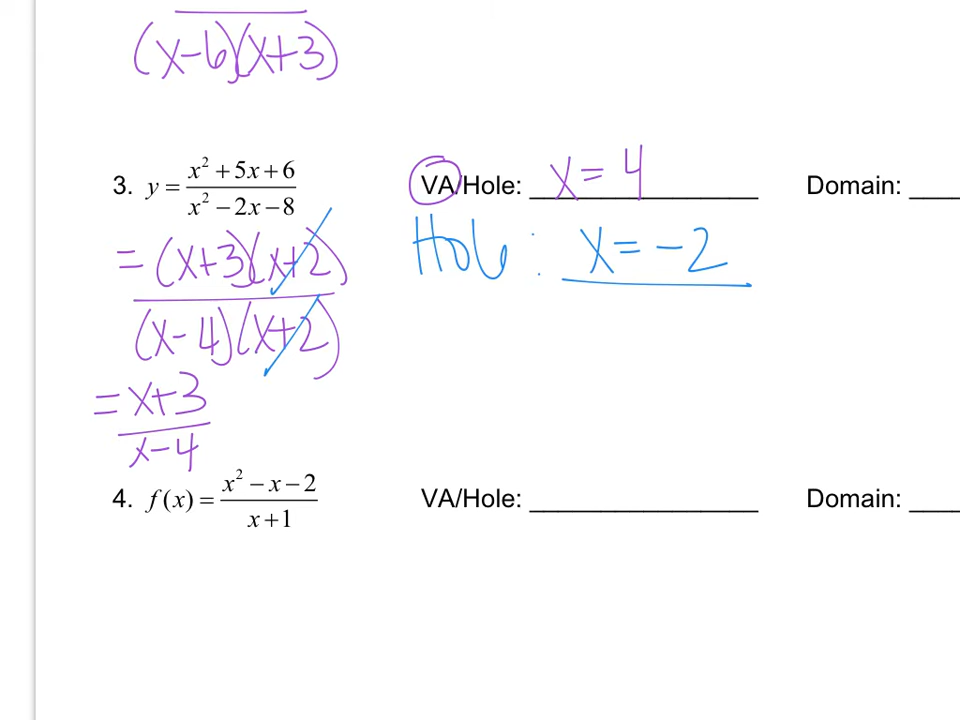 (x-6)(x+3)
3. y = (x² + 5x + 6)/(x² − 2x − 8) VA/Hole: x = 4 Domain:
= (x+3)(x+2) Hole: x = -2
(x-4)(x+2)
= x+3
x-4
4. f(x) = (x² − x − 2)/(x + 1) VA/Hole: Domain: